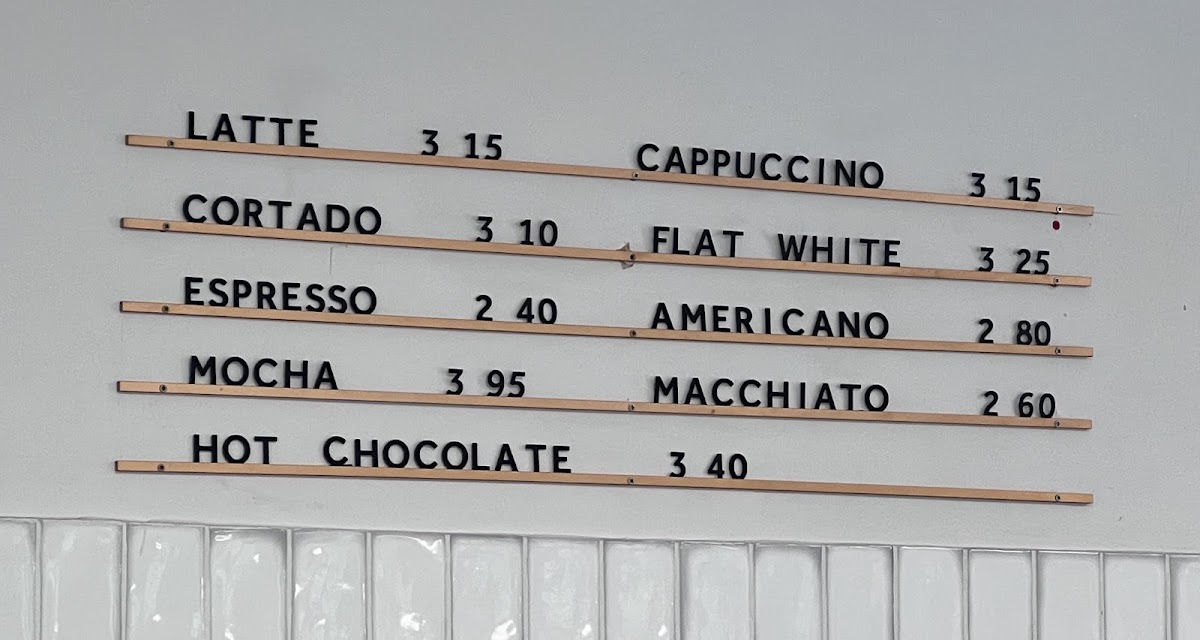 LATTE 3 15 CAPPUCCINO 3 15
CORTADO 3 10 FLAT WHITE 3 25
ESPRESSO 2 40 AMERICANO 2 80
MOCHA 3 95 MACCHIATO 2 60
HOT CHOCOLATE 3 40